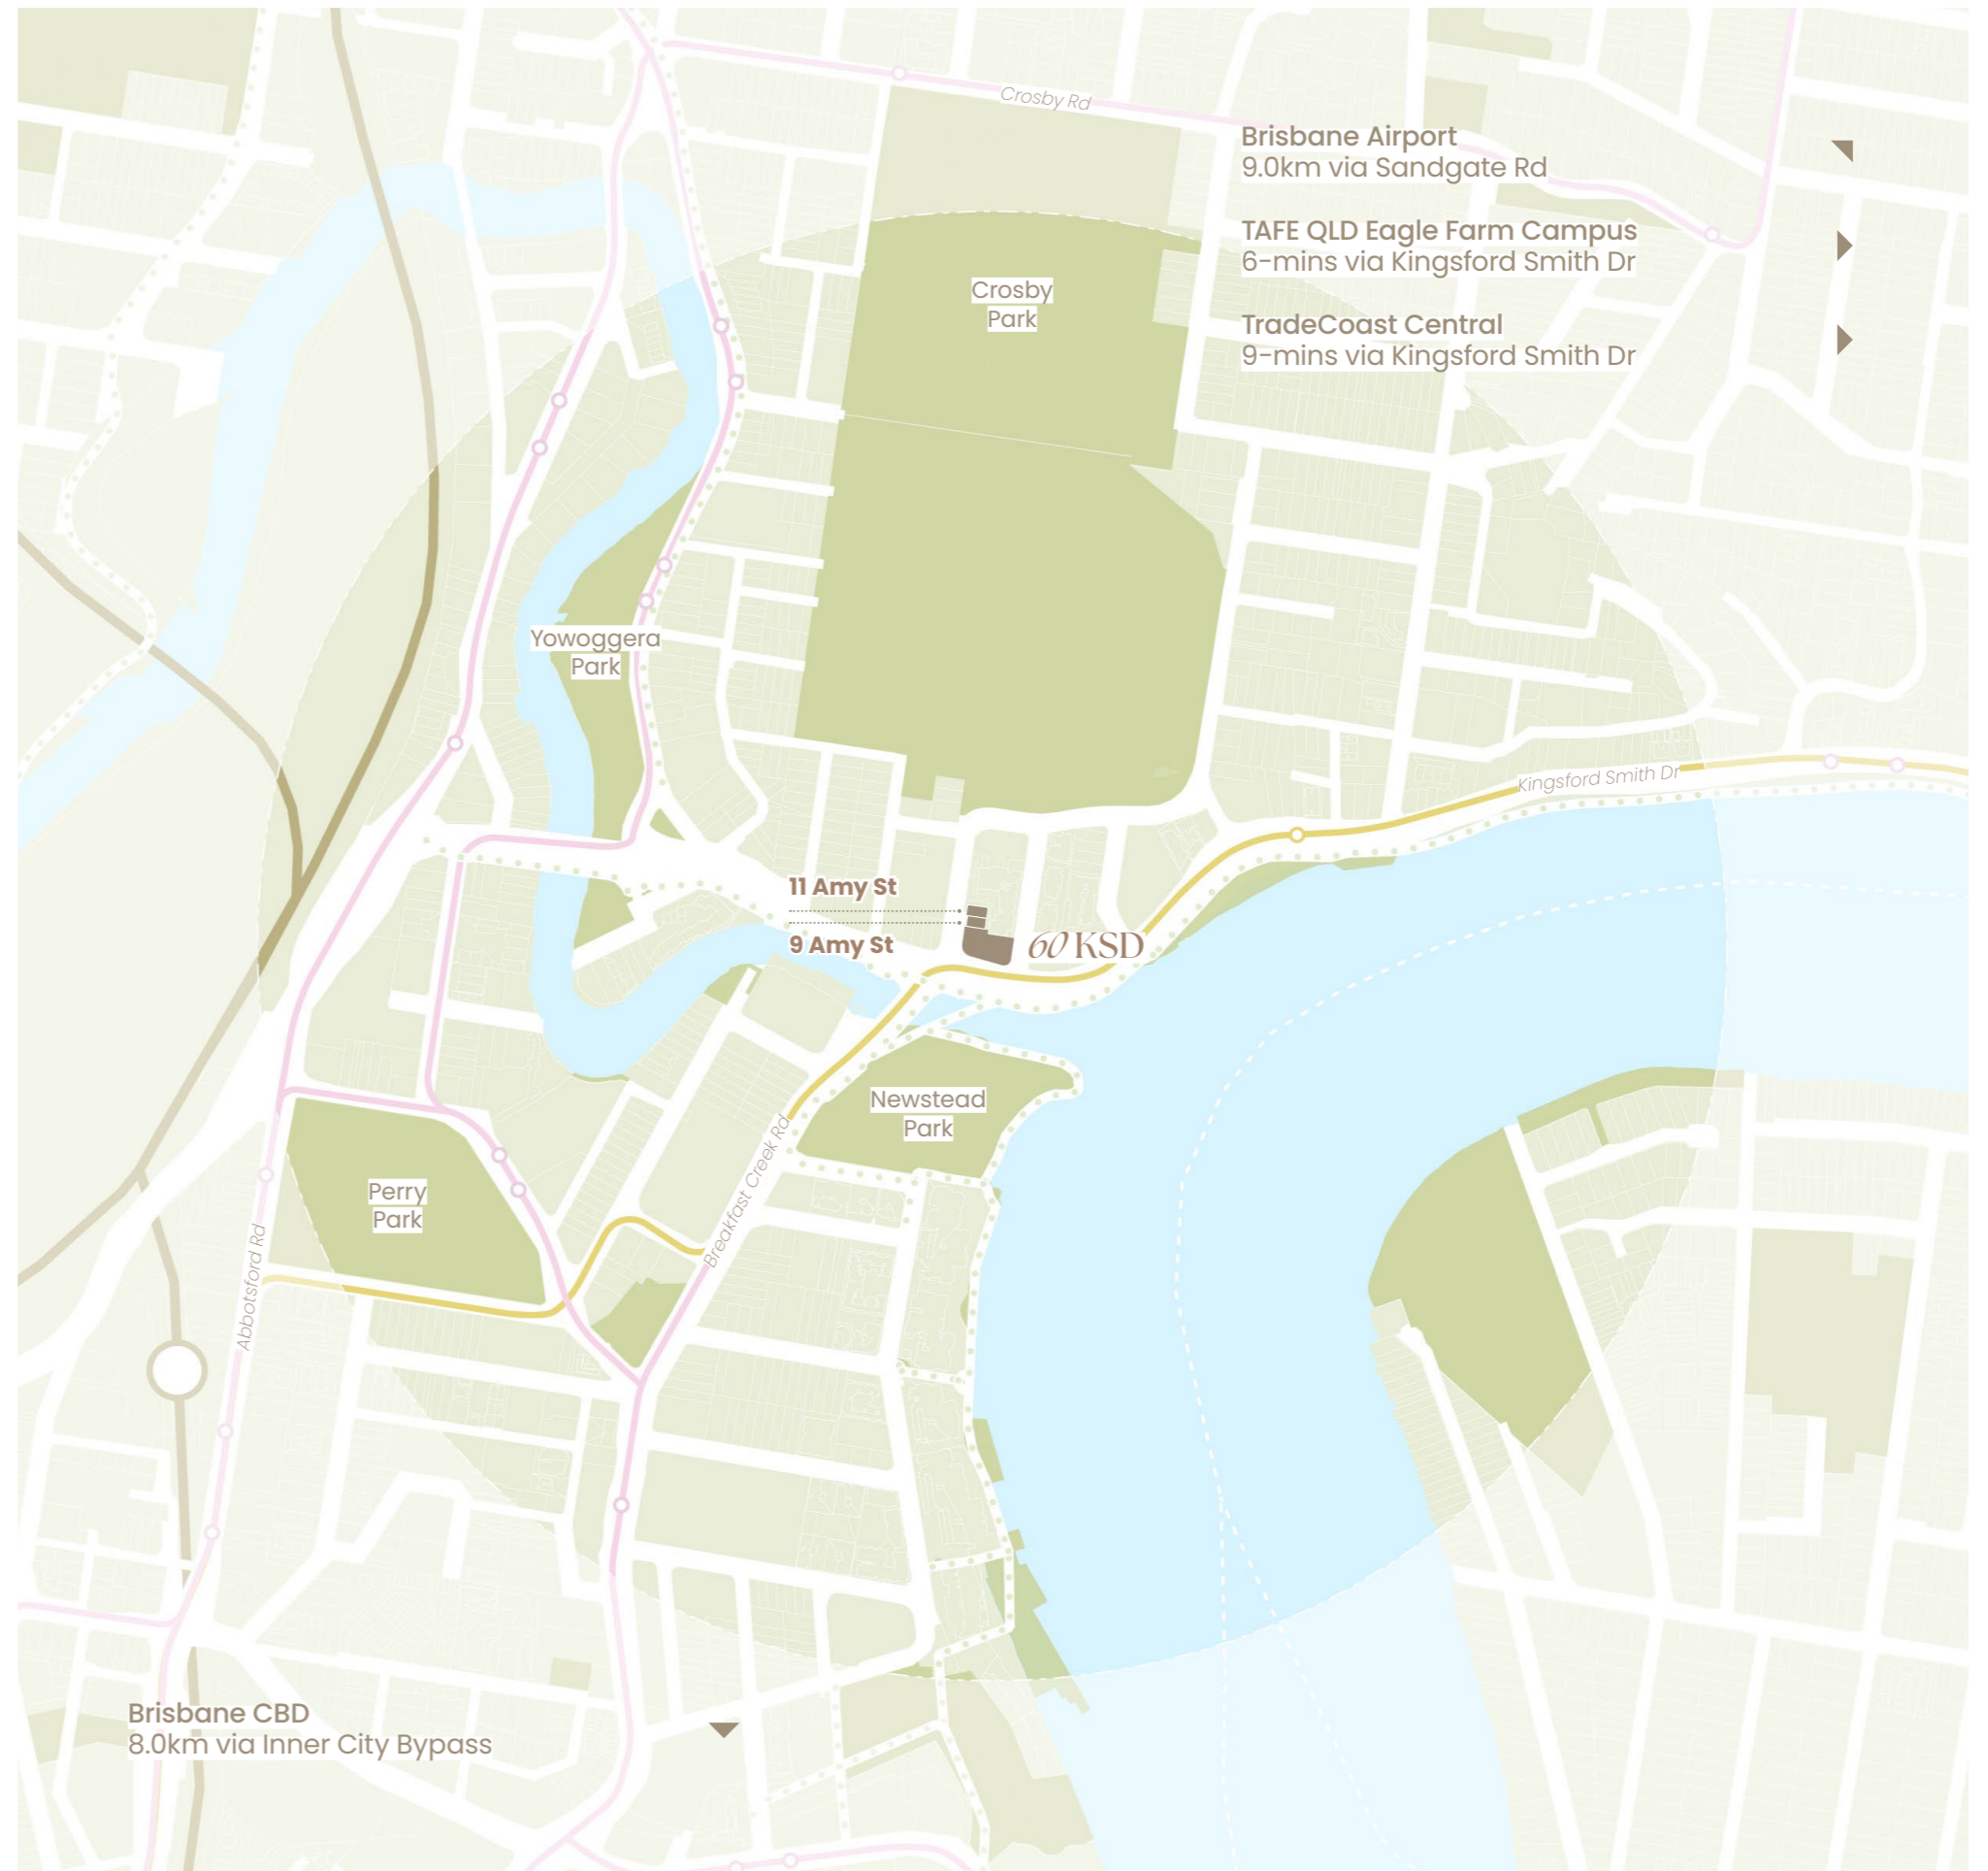 Crosby Rd
Brisbane Airport
9.0km via Sandgate Rd
TAFE QLD Eagle Farm Campus
6-mins via Kingsford Smith Dr
TradeCoast Central
9-mins via Kingsford Smith Dr
Crosby
Park
Yowoggera
Park
Kingsford Smith Dr
11 Amy St
9 Amy St
60 KSD
Newstead
Park
Breakfast Creek Rd
Perry
Park
Abbotsford Rd
Brisbane CBD
8.0km via Inner City Bypass